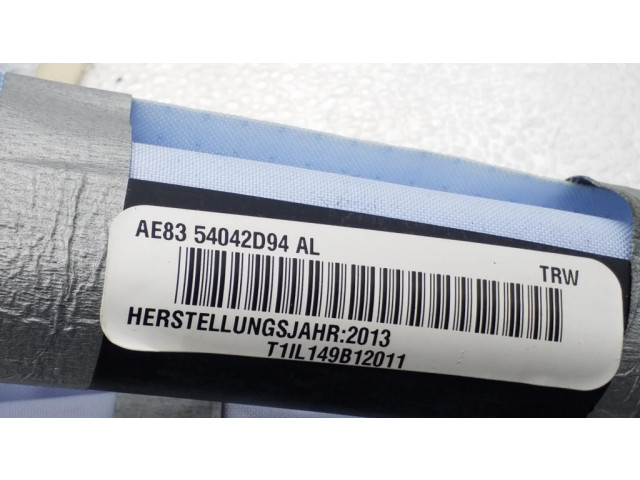 AE83 54042D94 AL
TRW
HERSTELLUNGSJAHR:2013
T1IL149B12011